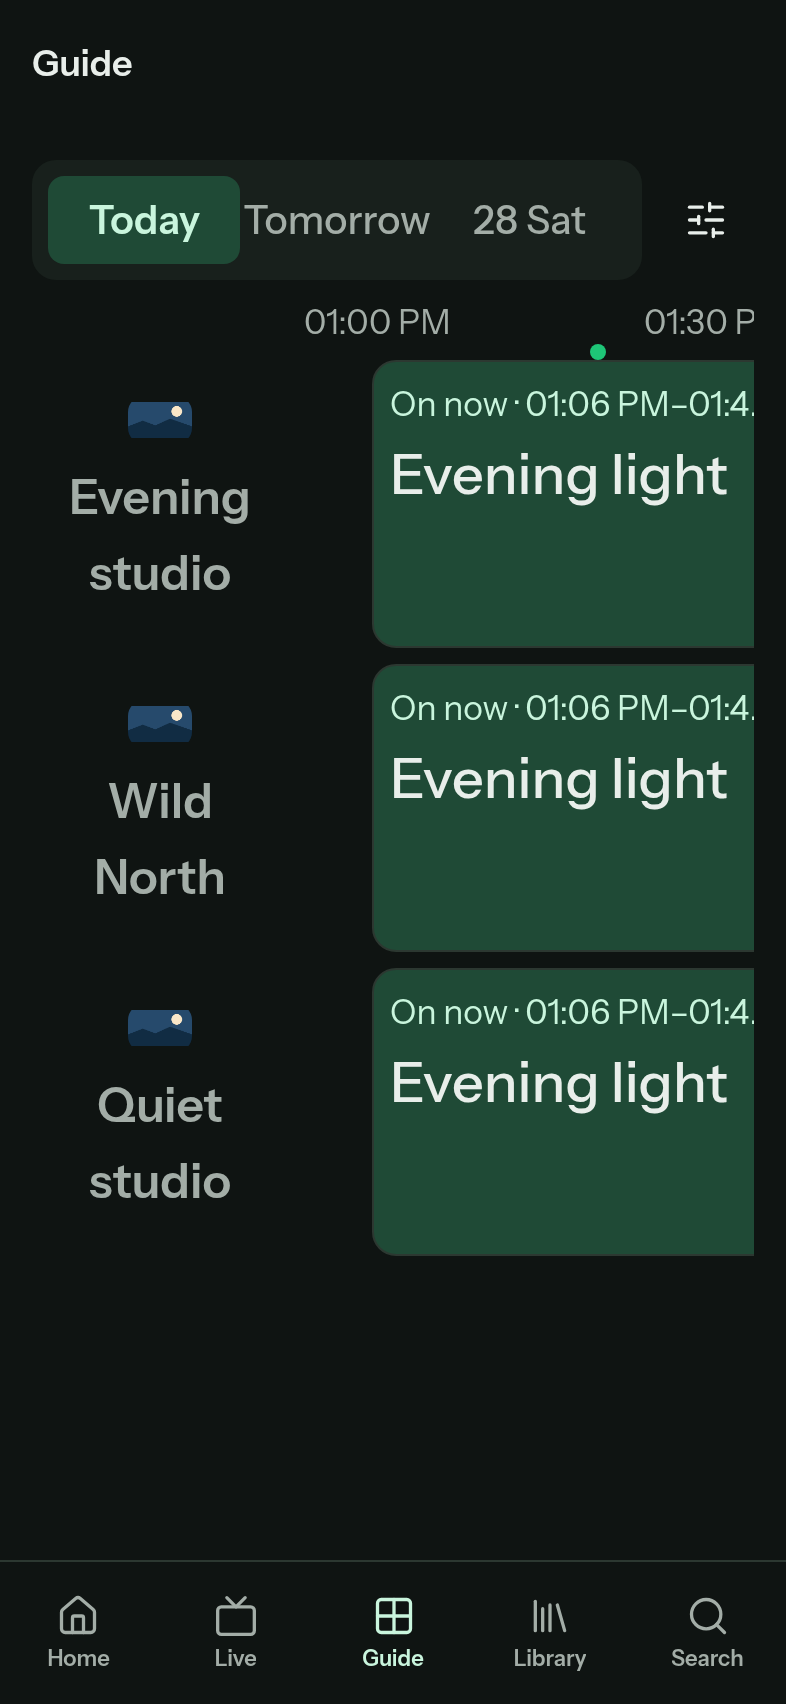 Guide
Today Tomorrow 28 Sat
01:00 PM 01:30 P
On now · 01:06 PM–01:4.
Evening light
Evening
studio
On now · 01:06 PM–01:4.
Evening light
Wild
North
On now · 01:06 PM–01:4.
Evening light
Quiet
studio
Home Live Guide Library Search